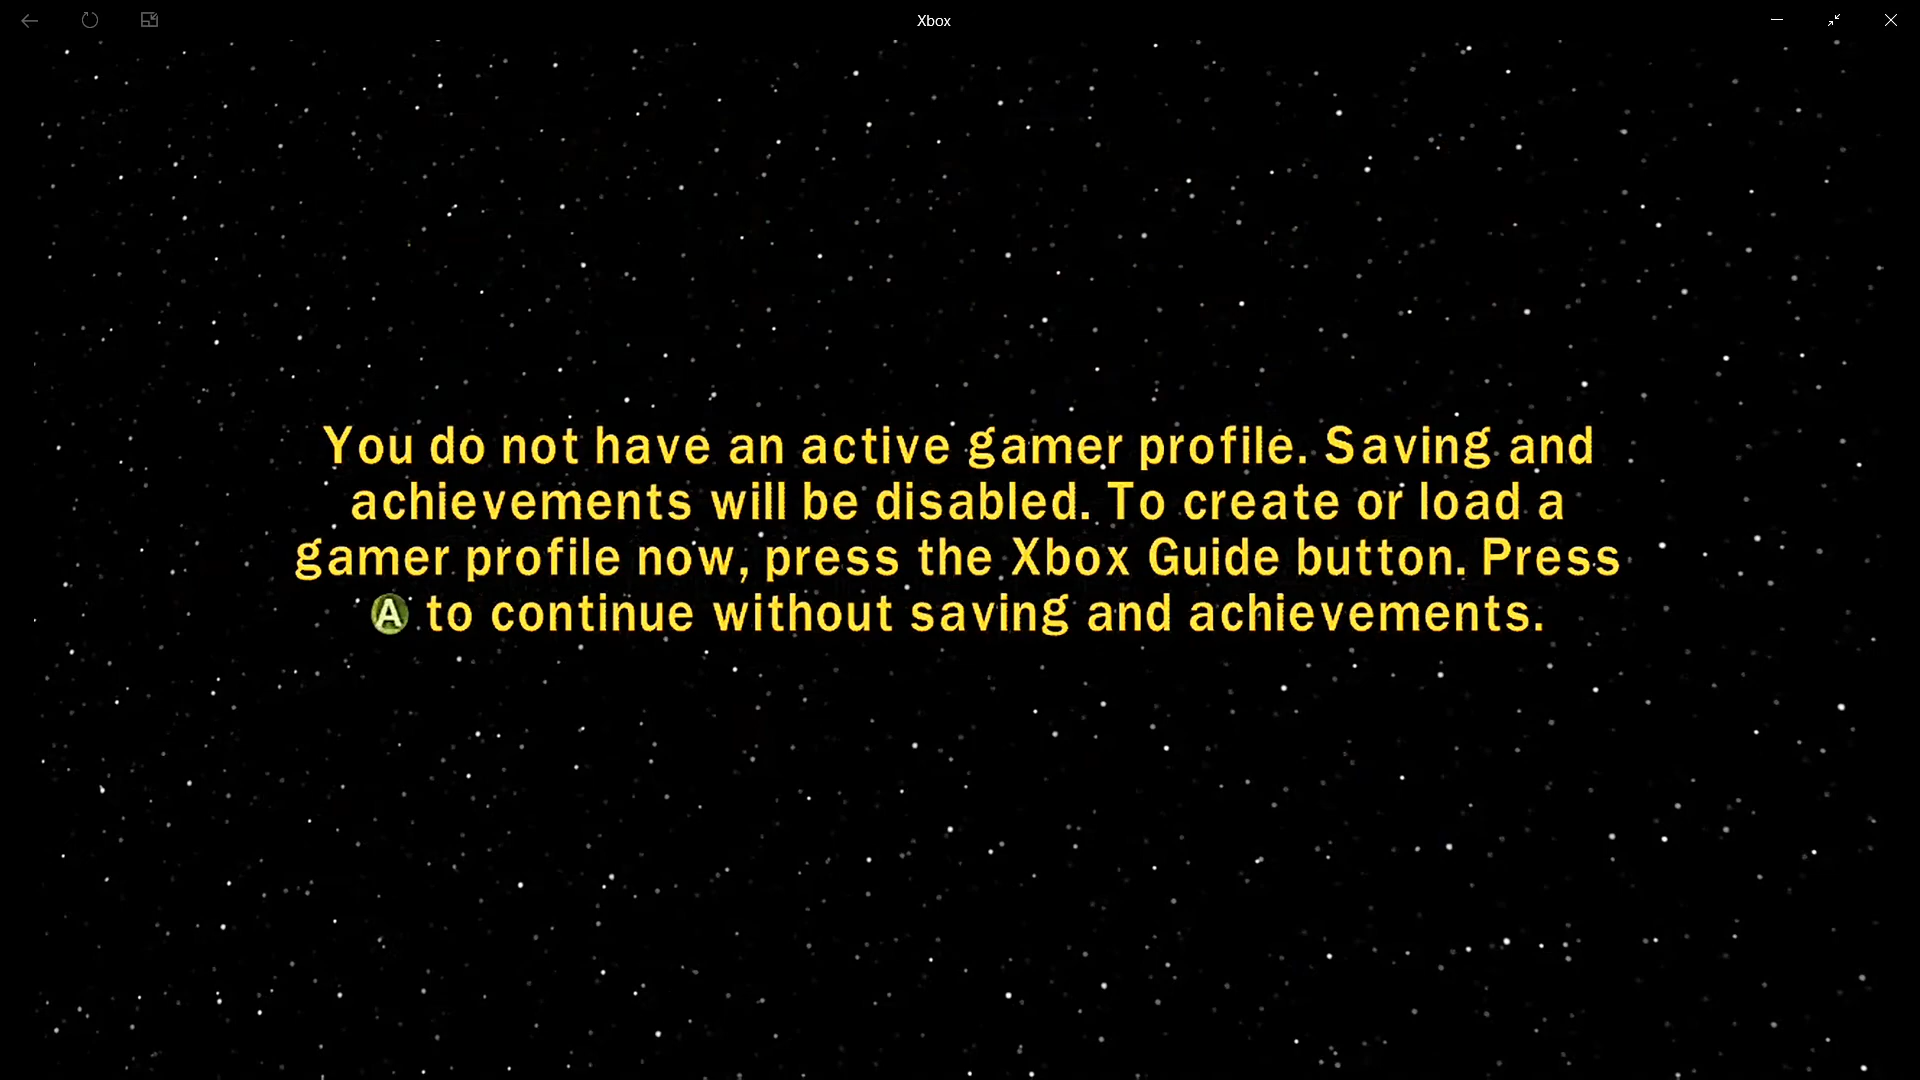 Xbox
You do not have an active gamer profile. Saving and
achievements will be disabled. To create or load a
gamer profile now, press the Xbox Guide button. Press
A to continue without saving and achievements.